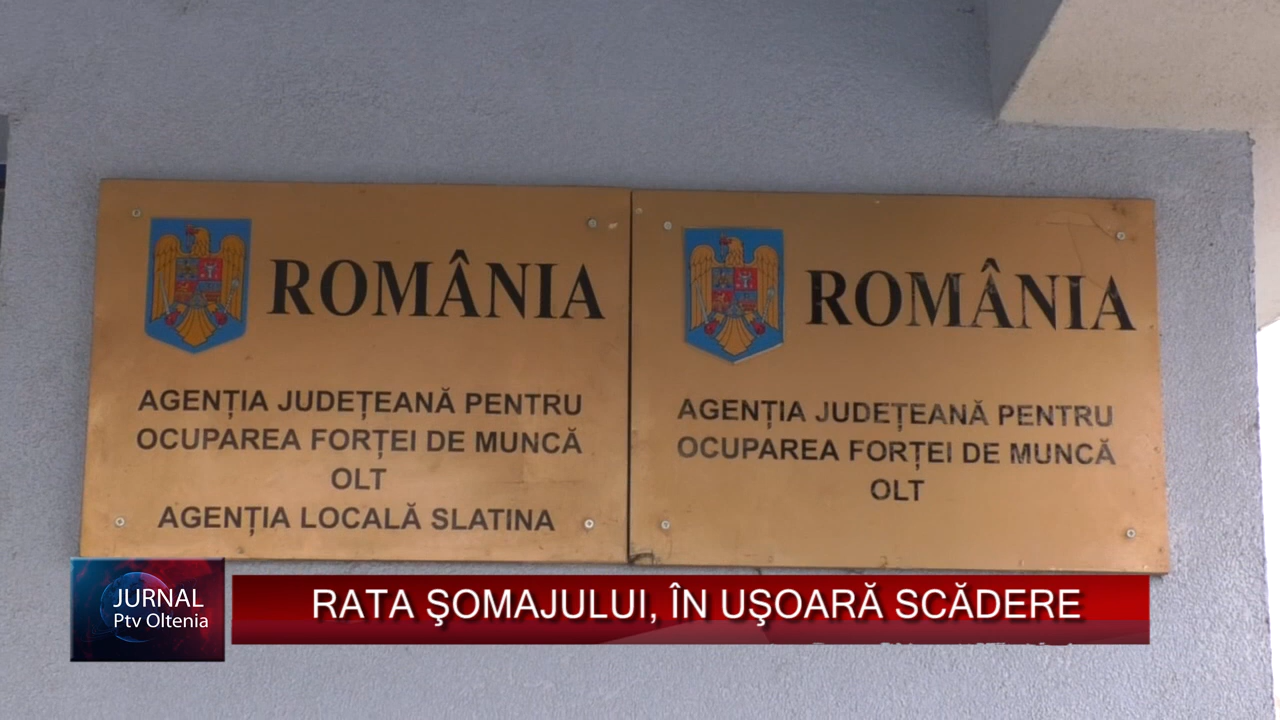 ROMÂNIA
AGENȚIA JUDEȚEANĂ PENTRU
OCUPAREA FORȚEI DE MUNCĂ
OLT
AGENȚIA LOCALĂ SLATINA
ROMÂNIA
AGENȚIA JUDEȚEANĂ PENTRU
OCUPAREA FORȚEI DE MUNCĂ
OLT
JURNAL
Ptv Oltenia
RATA ŞOMAJULUI, ÎN UŞOARĂ SCĂDERE